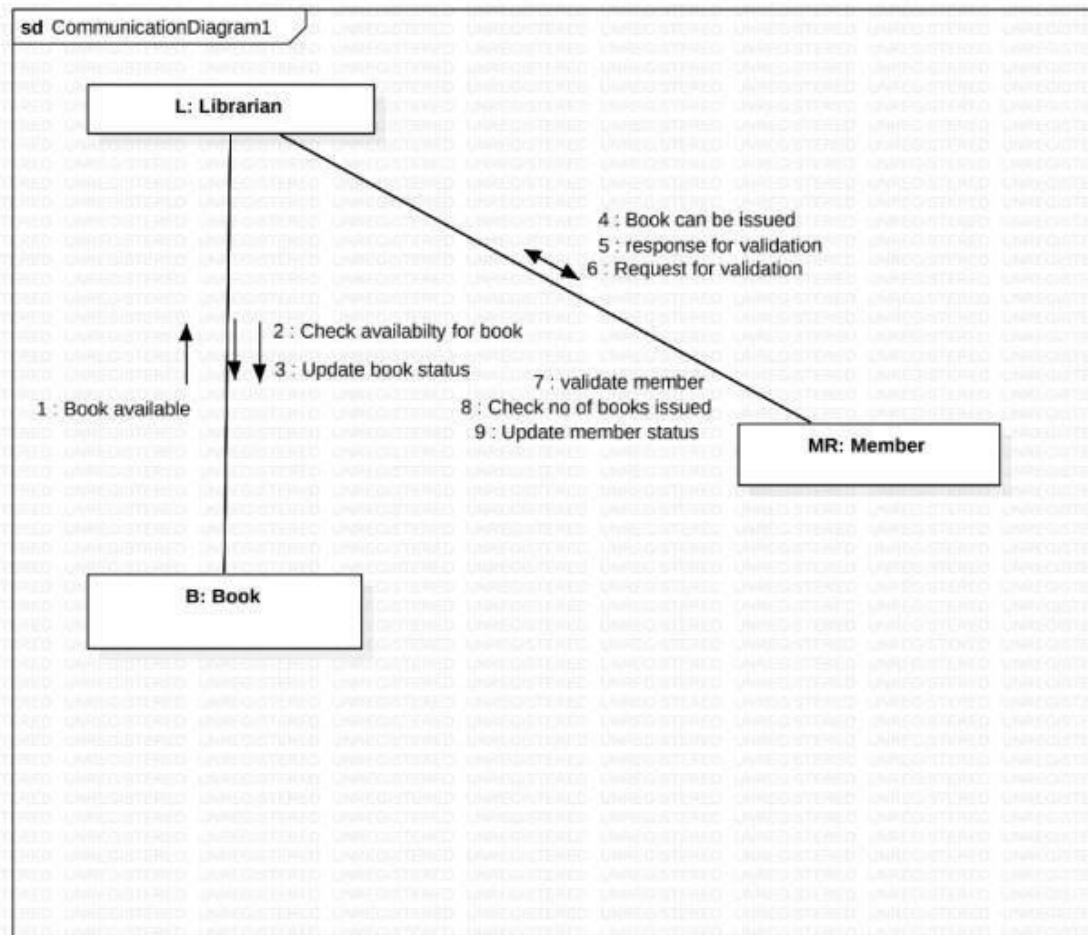 sd CommunicationDiagram1
L: Librarian
4 : Book can be issued
5 : response for validation
6 : Request for validation
2 : Check availabilty for book
3 : Update book status
1 : Book available
7 : validate member
8 : Check no of books issued
9 : Update member status
MR: Member
B: Book
UNREGISTERED